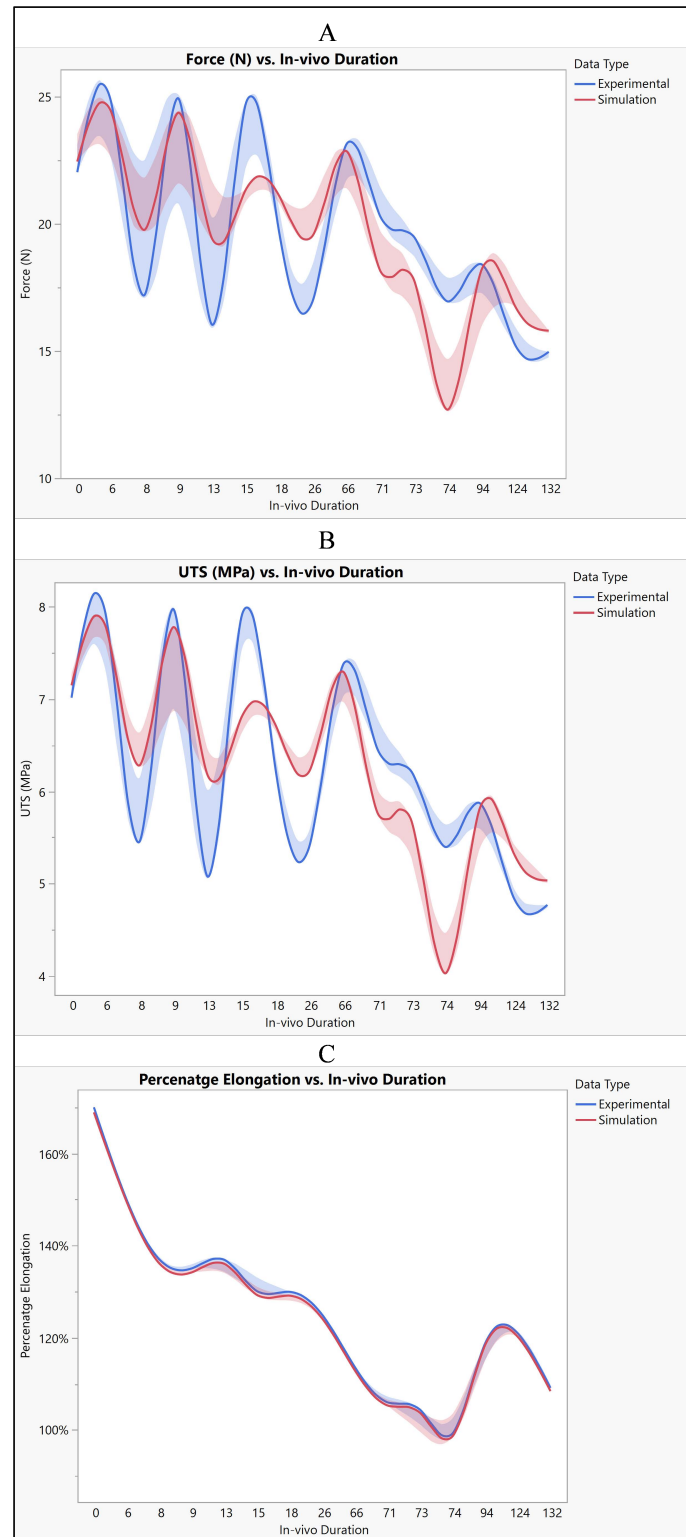 A
Force (N) vs. In-vivo Duration
Data Type
Experimental
Simulation
25
20
15
10
Force (N)
0 6 8 9 13 15 18 26 66 71 73 74 94 124 132
In-vivo Duration
B
UTS (MPa) vs. In-vivo Duration
Data Type
Experimental
Simulation
8
7
6
5
4
UTS (MPa)
0 6 8 9 13 15 18 26 66 71 73 74 94 124 132
In-vivo Duration
C
Percenatge Elongation vs. In-vivo Duration
Data Type
Experimental
Simulation
160%
140%
120%
100%
Percenatge Elongation
0 6 8 9 13 15 18 26 66 71 73 74 94 124 132
In-vivo Duration